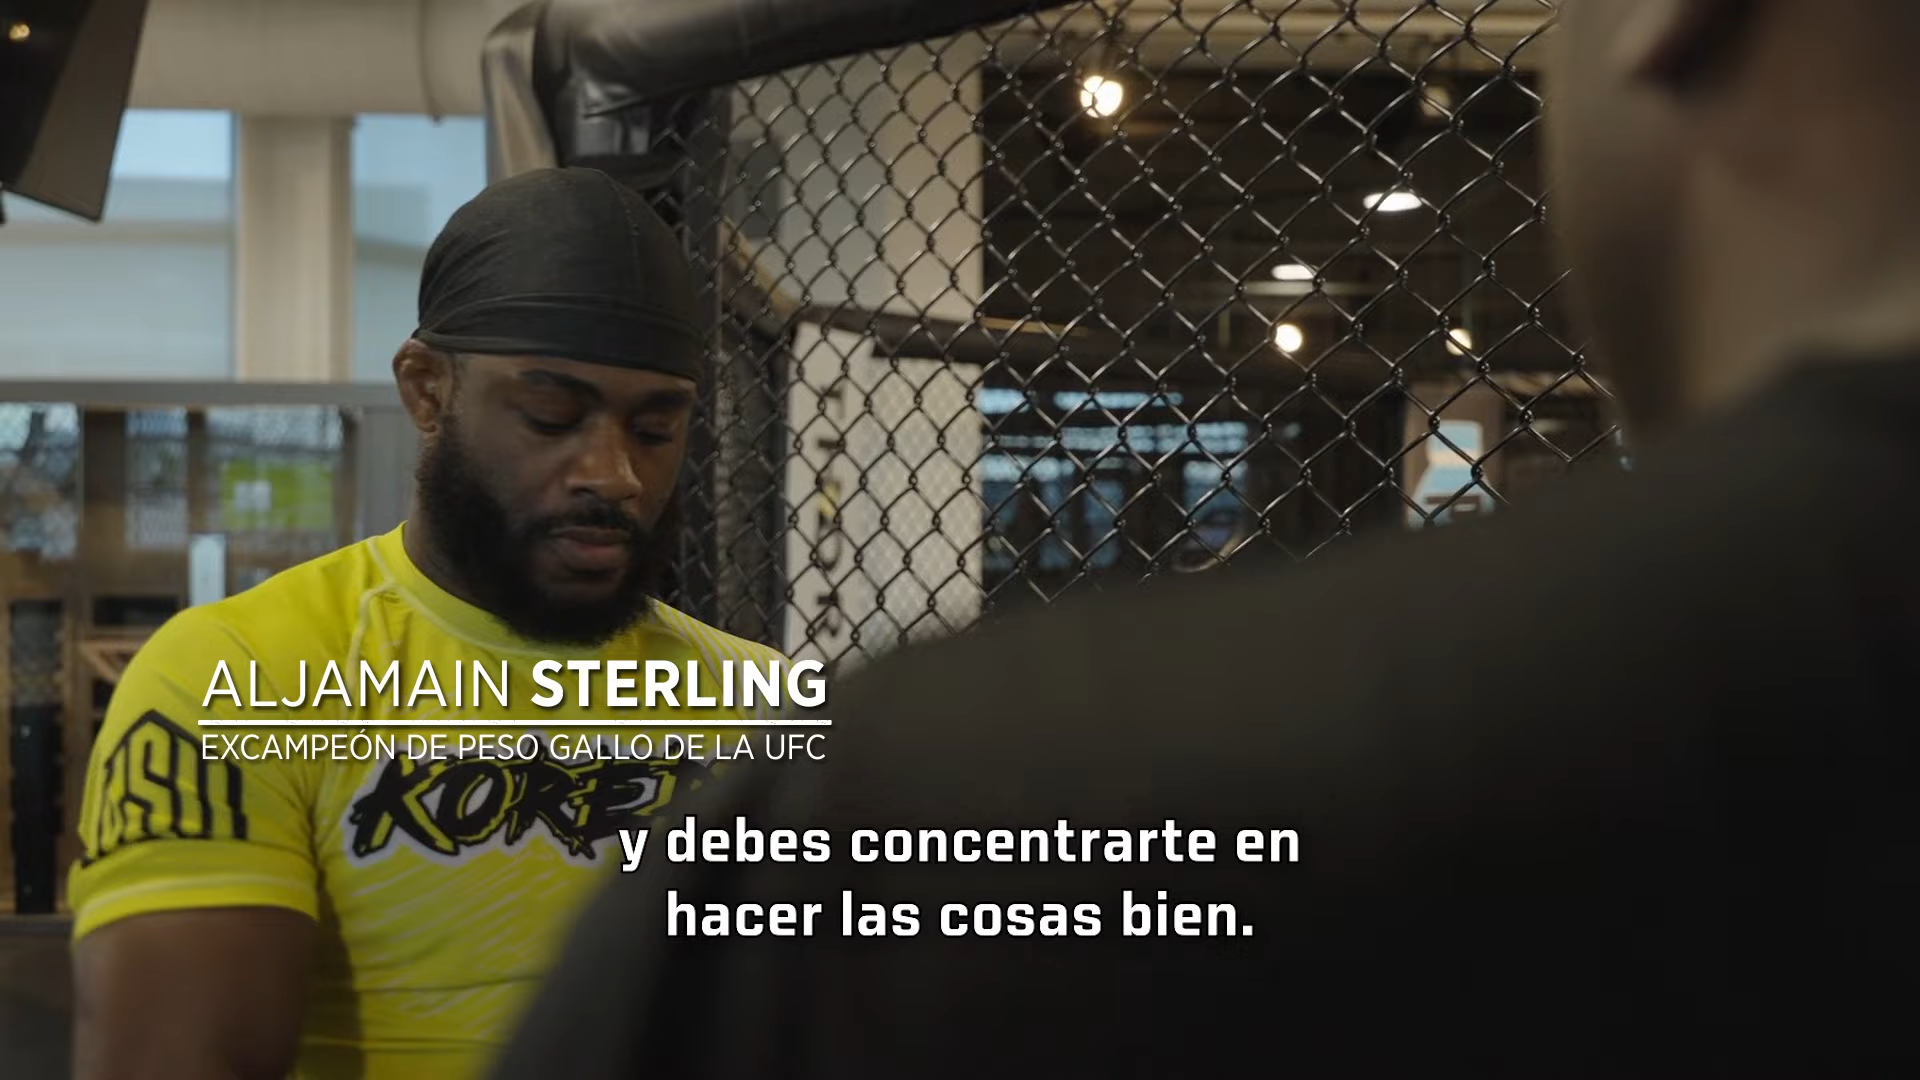 ALJAMAIN STERLING
EXCAMPEÓN DE PESO GALLO DE LA UFC
y debes concentrarte en
hacer las cosas bien.